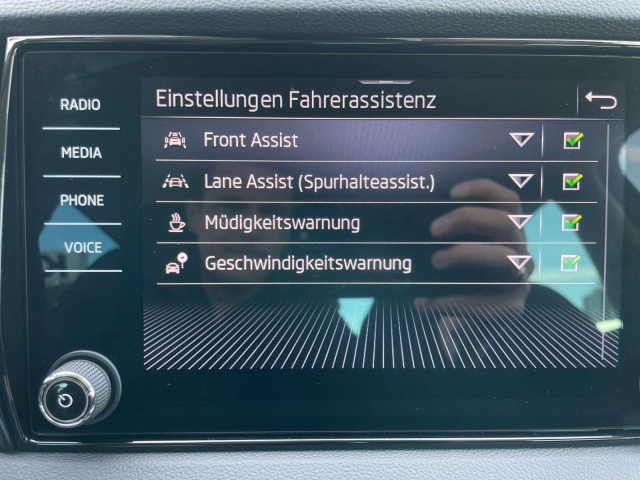 Einstellungen Fahrerassistenz
RADIO
MEDIA
PHONE
VOICE
Front Assist
Lane Assist (Spurhalteassist.)
Müdigkeitswarnung
Geschwindigkeitswarnung